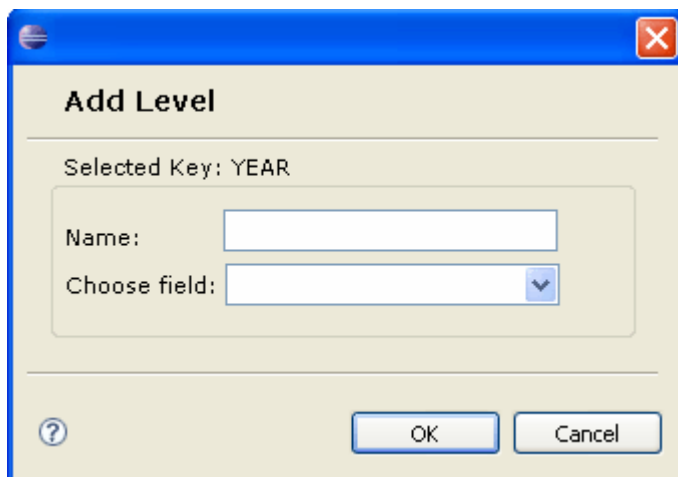 Add Level
Selected Key: YEAR
Name:
Choose field:
OK Cancel